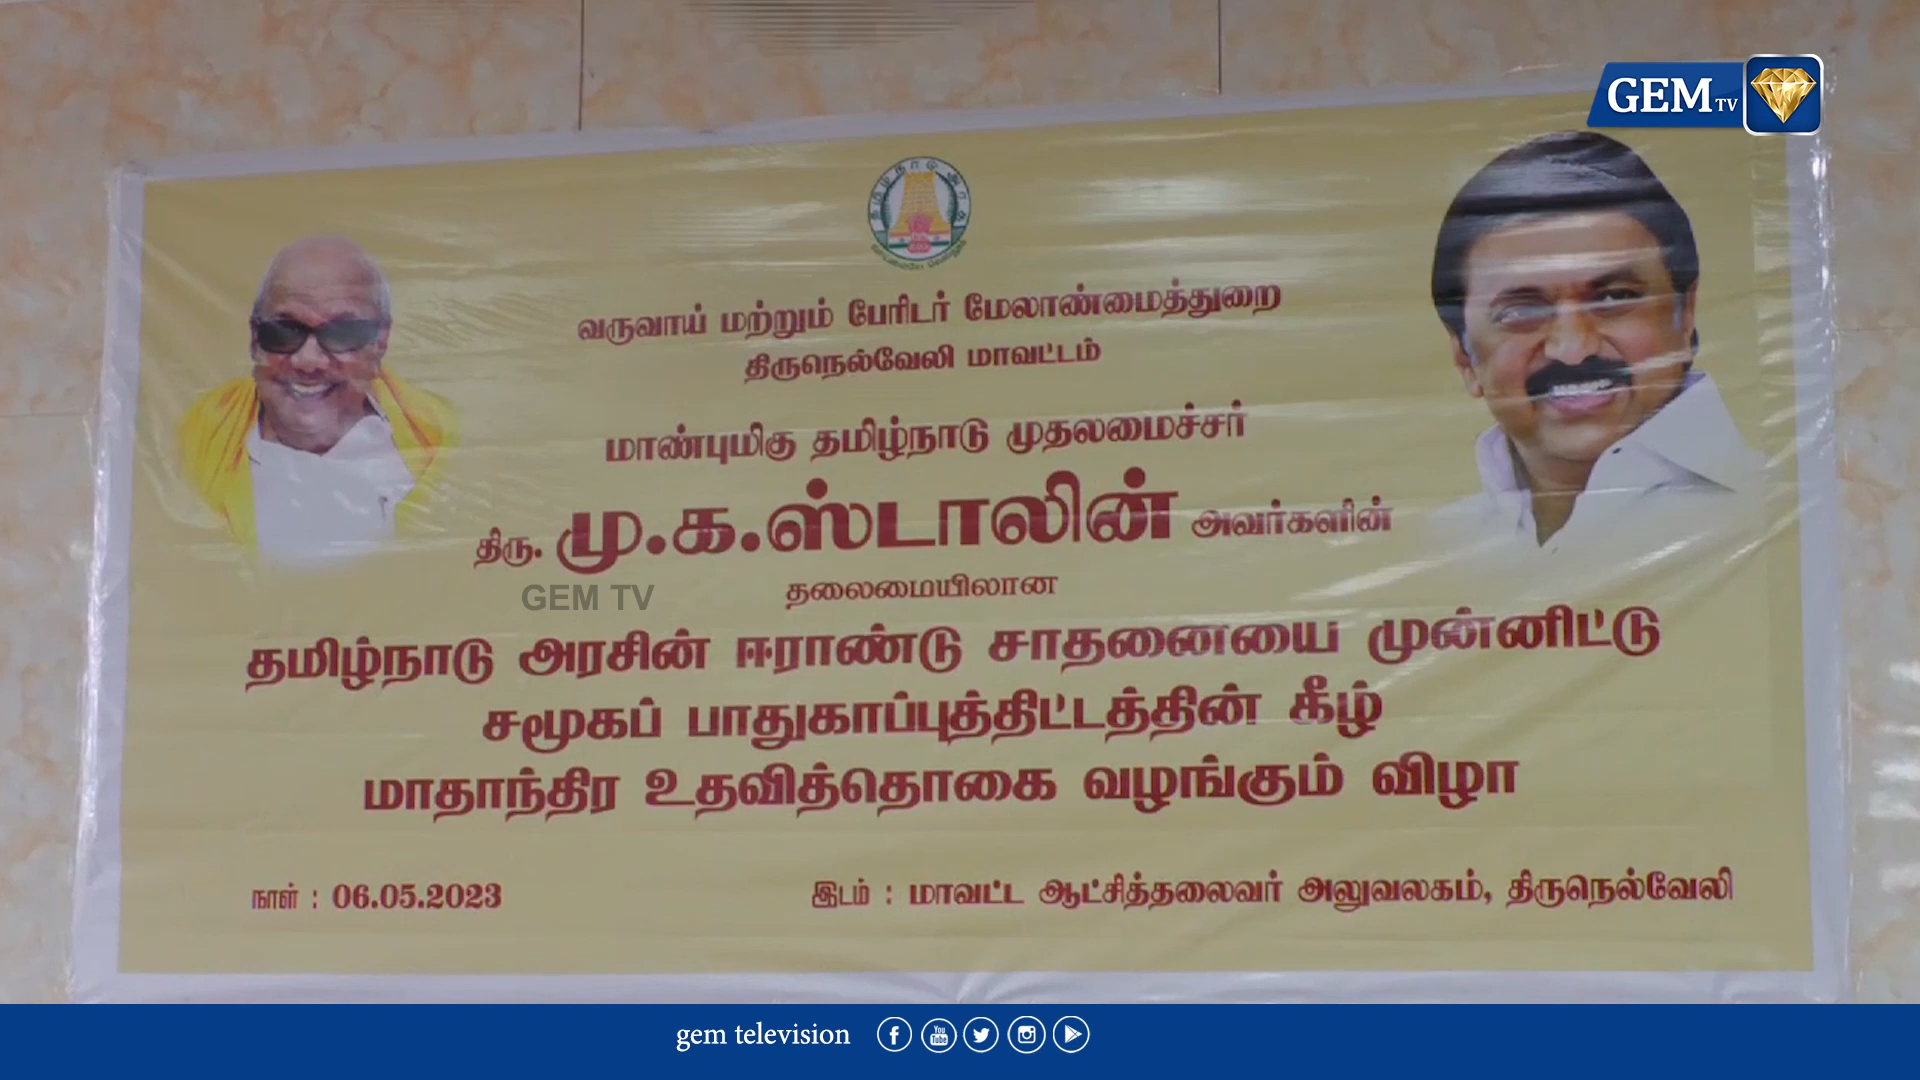 GEM TV
வருவாய் மற்றும் பேரிடர் மேலாண்மைத்துறை
திருநெல்வேலி மாவட்டம்
மாண்புமிகு தமிழ்நாடு முதலமைச்சர்
திரு. மு.க.ஸ்டாலின் அவர்களின்
GEM TV
தலைமையிலான
தமிழ்நாடு அரசின் ஈராண்டு சாதனையை முன்னிட்டு
சமூகப் பாதுகாப்புத்திட்டத்தின் கீழ்
மாதாந்திர உதவித்தொகை வழங்கும் விழா
நாள் : 06.05.2023 இடம் : மாவட்ட ஆட்சித்தலைவர் அலுவலகம், திருநெல்வேலி
gem television